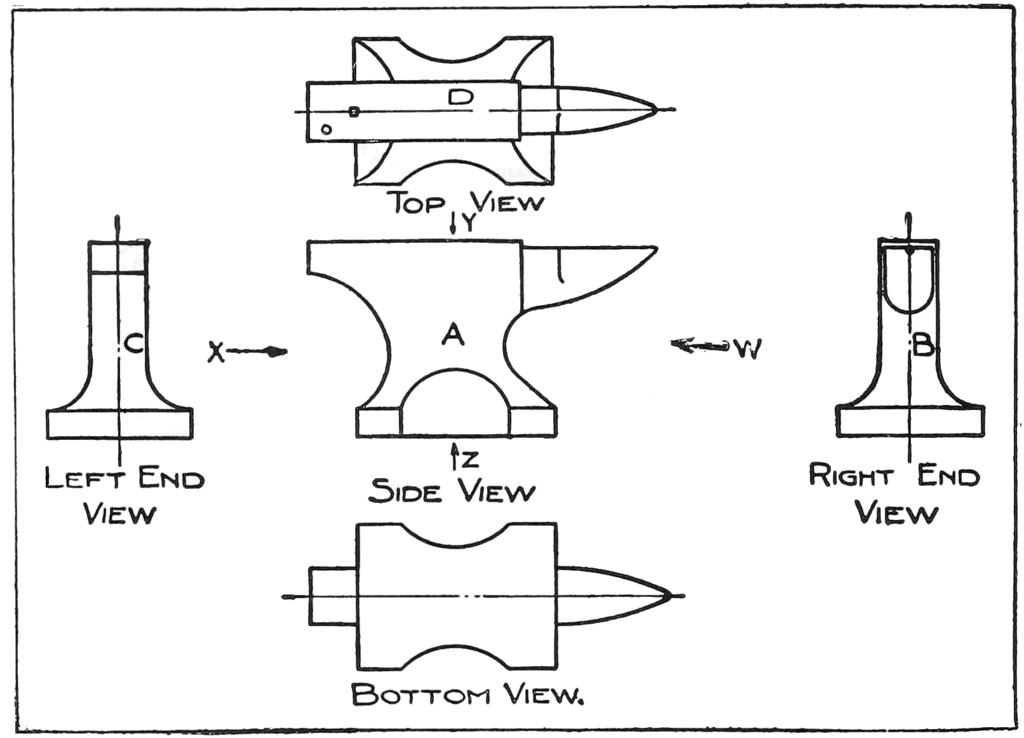 D
TOP VIEW
Y
C
X
A
W
B
Z
LEFT END
VIEW
SIDE VIEW
RIGHT END
VIEW
BOTTOM VIEW.